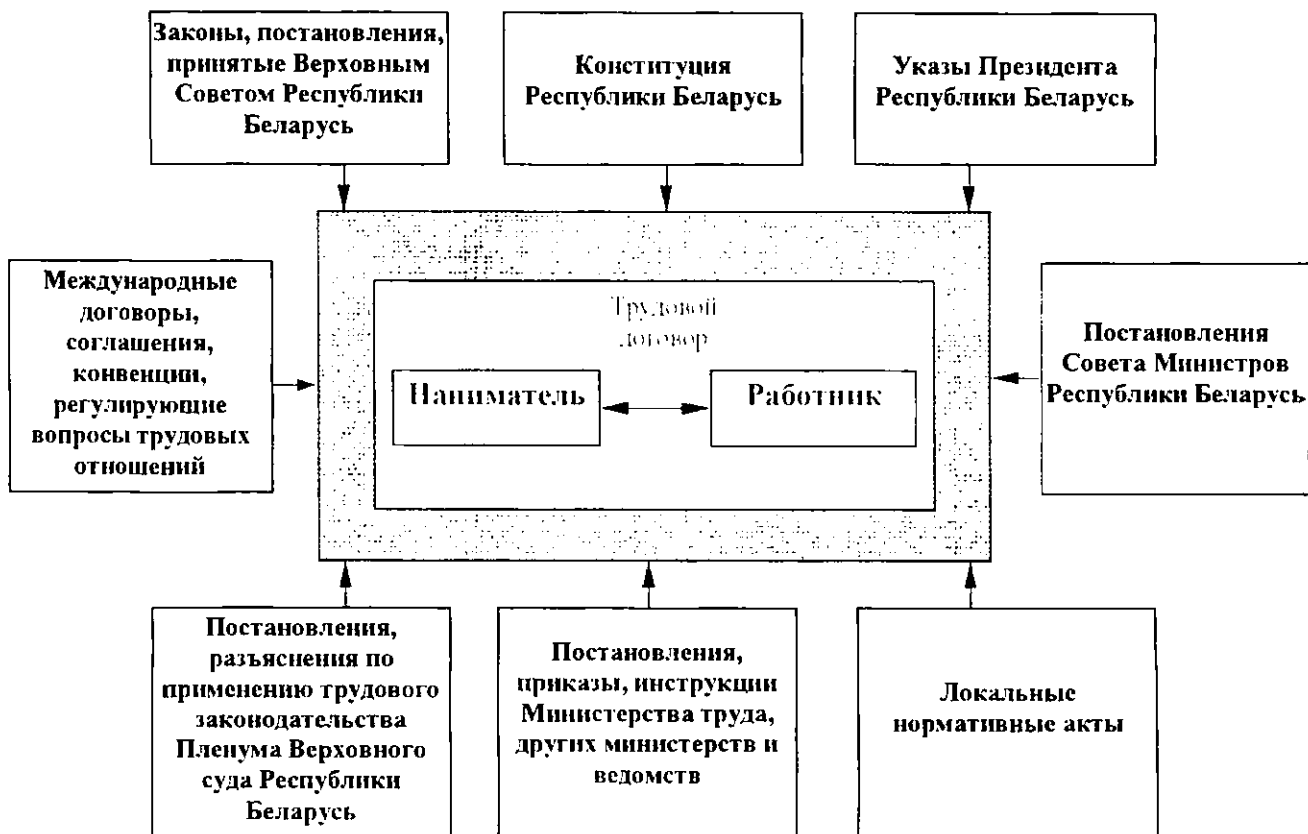 Законы, постановления,
принятые Верховным
Советом Республики
Беларусь
Конституция
Республики Беларусь
Указы Президента
Республики Беларусь
Международные
договоры,
соглашения,
конвенции,
регулирующие
вопросы трудовых
отношений
Трудовой
договор
Наниматель
Работник
Постановления
Совета Министров
Республики Беларусь
Постановления,
разъяснения по
применению трудового
законодательства
Пленума Верховного
суда Республики
Беларусь
Постановления,
приказы, инструкции
Министерства труда,
других министерств и
ведомств
Локальные
нормативные акты